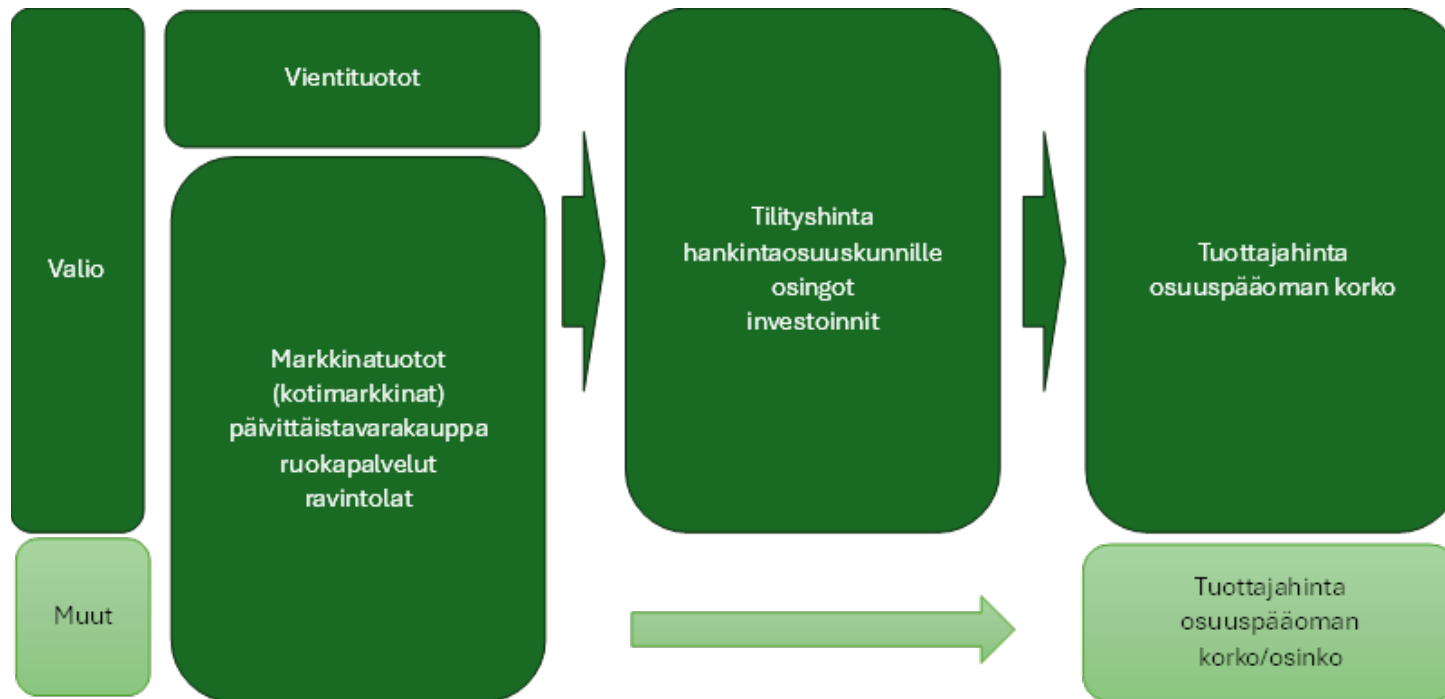 Valio
Vientituotot
Markkinatuotot
(kotimarkkinat)
päivittäistavarakauppa
ruokapalvelut
ravintolat
Tilityshinta
hankintaosuuskunnille
osingot
investoinnit
Tuottajahinta
osuuspääoman korko
Muut
Tuottajahinta
osuuspääoman
korko/osinko